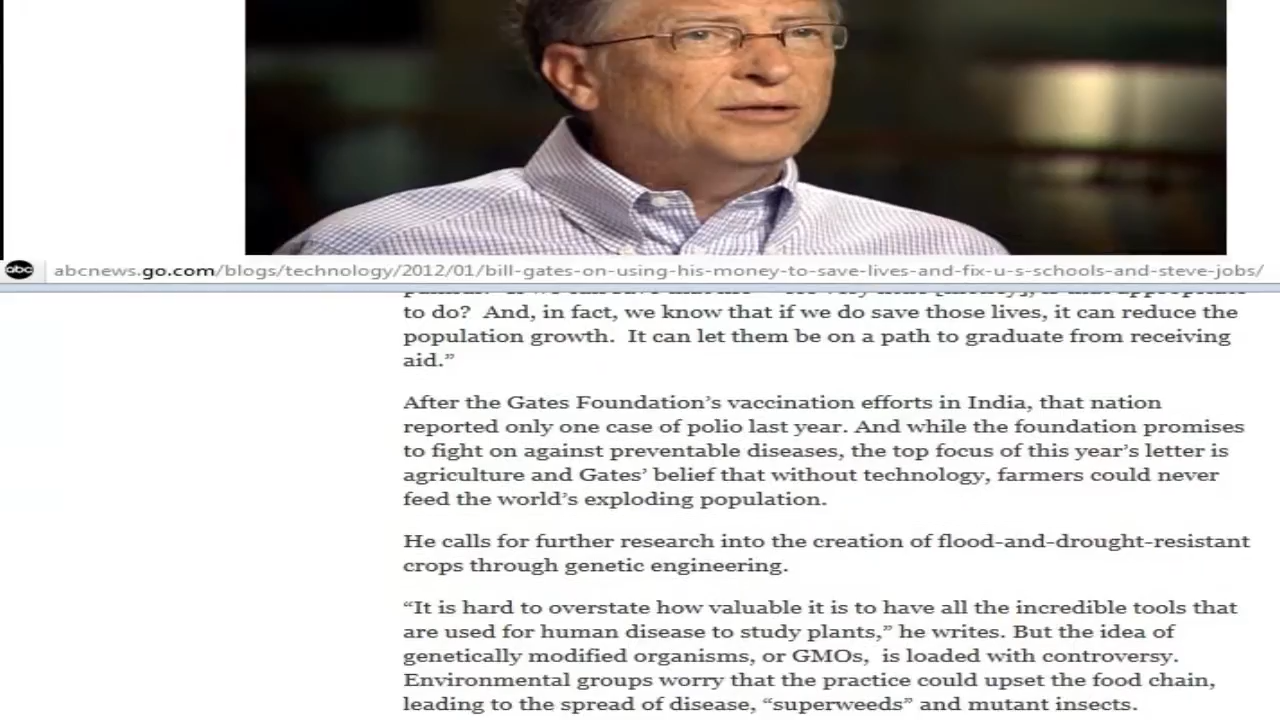 abc abcnews.go.com/blogs/technology/2012/01/bill-gates-on-using-his-money-to-save-lives-and-fix-u-s-schools-and-steve-jobs/
to do? And, in fact, we know that if we do save those lives, it can reduce the
population growth. It can let them be on a path to graduate from receiving
aid.”
After the Gates Foundation’s vaccination efforts in India, that nation
reported only one case of polio last year. And while the foundation promises
to fight on against preventable diseases, the top focus of this year’s letter is
agriculture and Gates’ belief that without technology, farmers could never
feed the world’s exploding population.
He calls for further research into the creation of flood-and-drought-resistant
crops through genetic engineering.
“It is hard to overstate how valuable it is to have all the incredible tools that
are used for human disease to study plants,” he writes. But the idea of
genetically modified organisms, or GMOs, is loaded with controversy.
Environmental groups worry that the practice could upset the food chain,
leading to the spread of disease, “superweeds” and mutant insects.